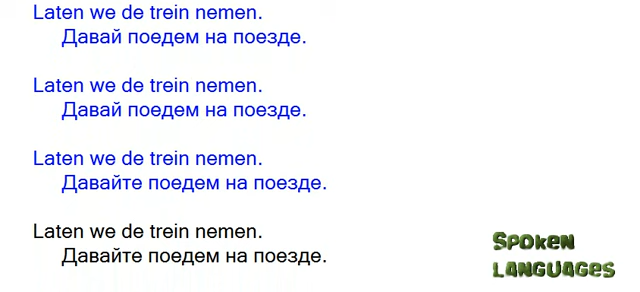 Laten we de trein nemen.
Давай поедем на поезде.
Laten we de trein nemen.
Давай поедем на поезде.
Laten we de trein nemen.
Давайте поедем на поезде.
Laten we de trein nemen.
Давайте поедем на поезде.
Spoken
Languages